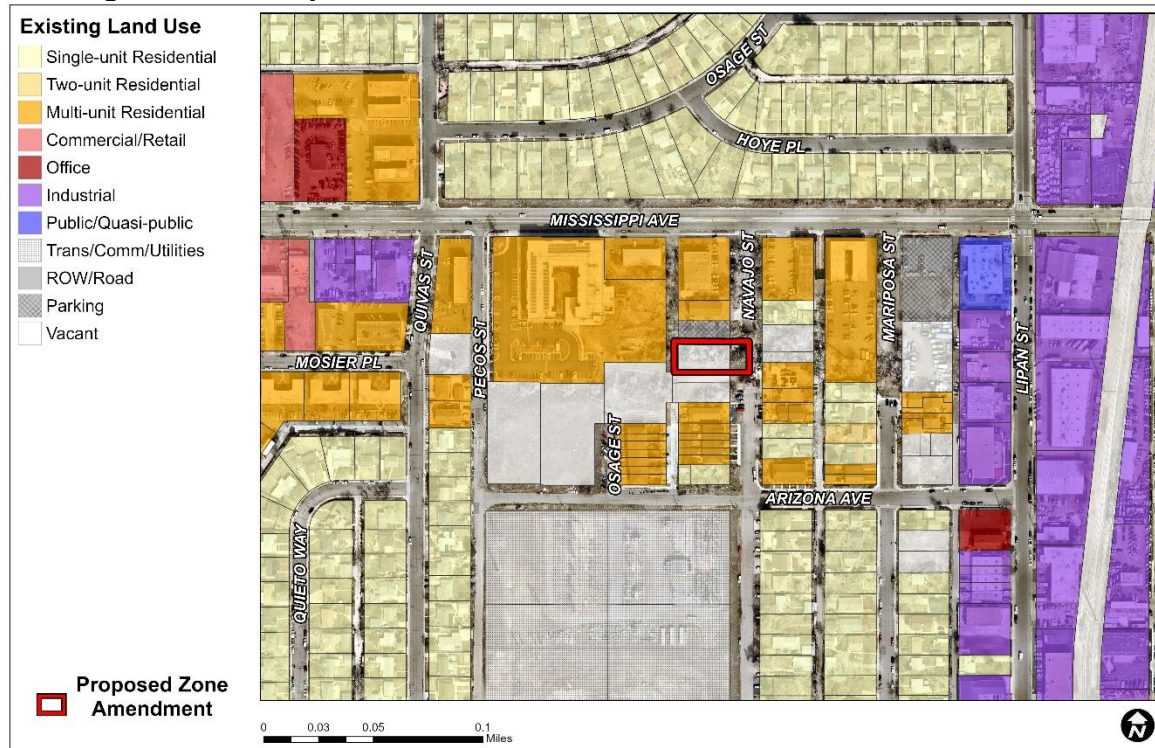 Existing Land Use
Single-unit Residential
Two-unit Residential
Multi-unit Residential
Commercial/Retail
Office
Industrial
Public/Quasi-public
Trans/Comm/Utilities
ROW/Road
Parking
Vacant
Proposed Zone
Amendment
OSAGE ST
HOYE PL
MISSISSIPPI AVE
QUIVAS ST
PECOS ST
NAVAJO ST
MARIPOSA ST
LIPAN ST
MOSIER PL
OSAGE ST
ARIZONA AVE
QUIETO WAY
0 0.03 0.05 0.1
Miles
N